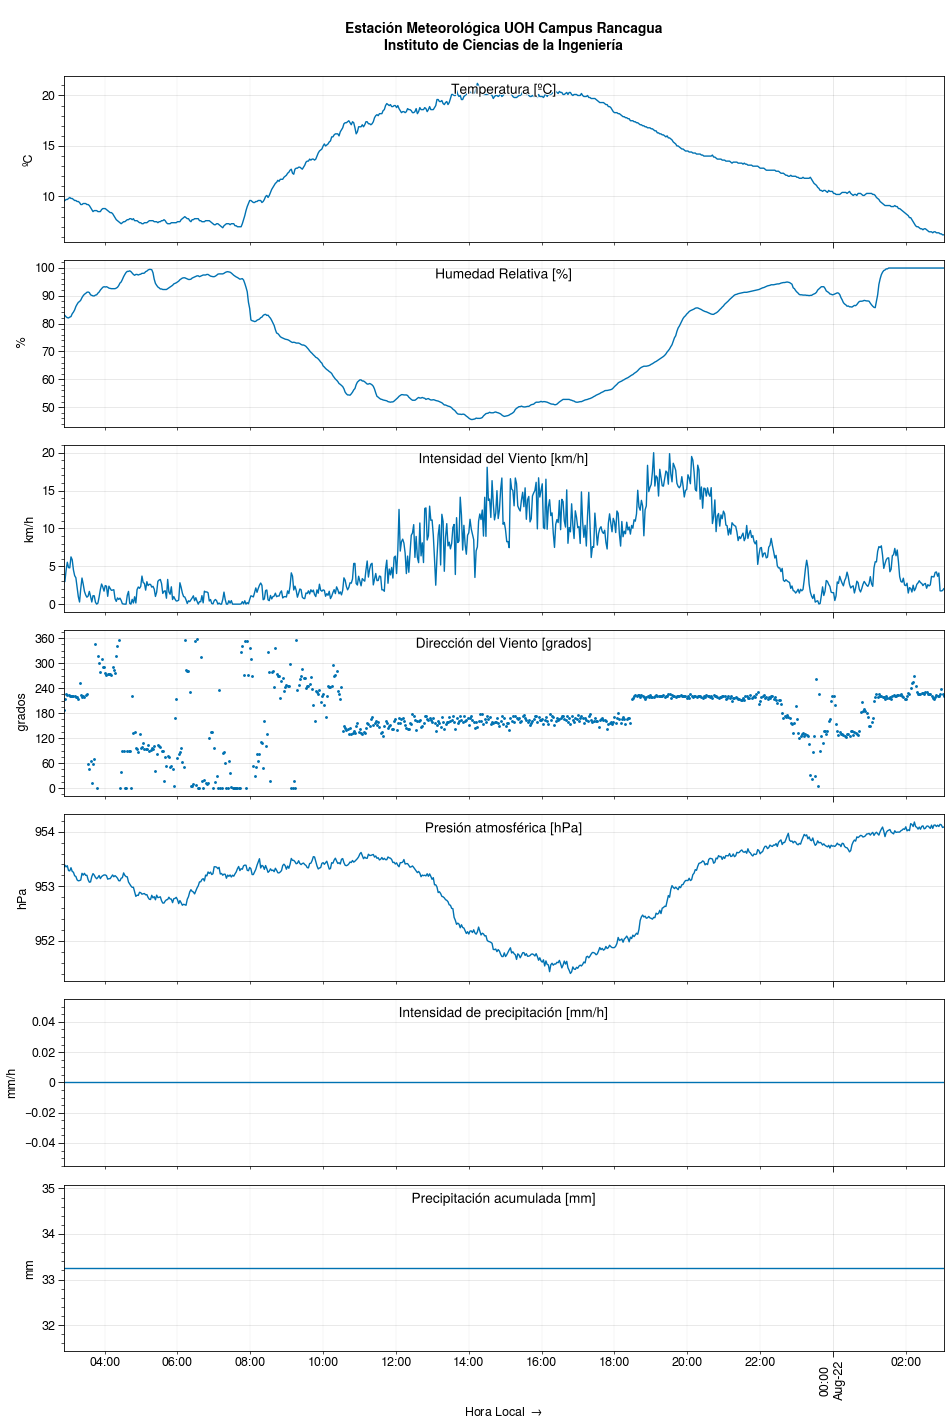 Estación Meteorológica UOH Campus Rancagua
Instituto de Ciencias de la Ingeniería
Temperatura [ºC]
20
15
10
ºC
Humedad Relativa [%]
100
90
80
70
60
50
%
Intensidad del Viento [km/h]
20
15
10
5
0
km/h
Dirección del Viento [grados]
360
300
240
180
120
60
0
grados
Presión atmosférica [hPa]
954
953
952
hPa
Intensidad de precipitación [mm/h]
0.04
0.02
0
−0.02
−0.04
mm/h
Precipitación acumulada [mm]
35
34
33
32
mm
04:00 06:00 08:00 10:00 12:00 14:00 16:00 18:00 20:00 22:00 00:00 02:00
Aug-22
Hora Local →